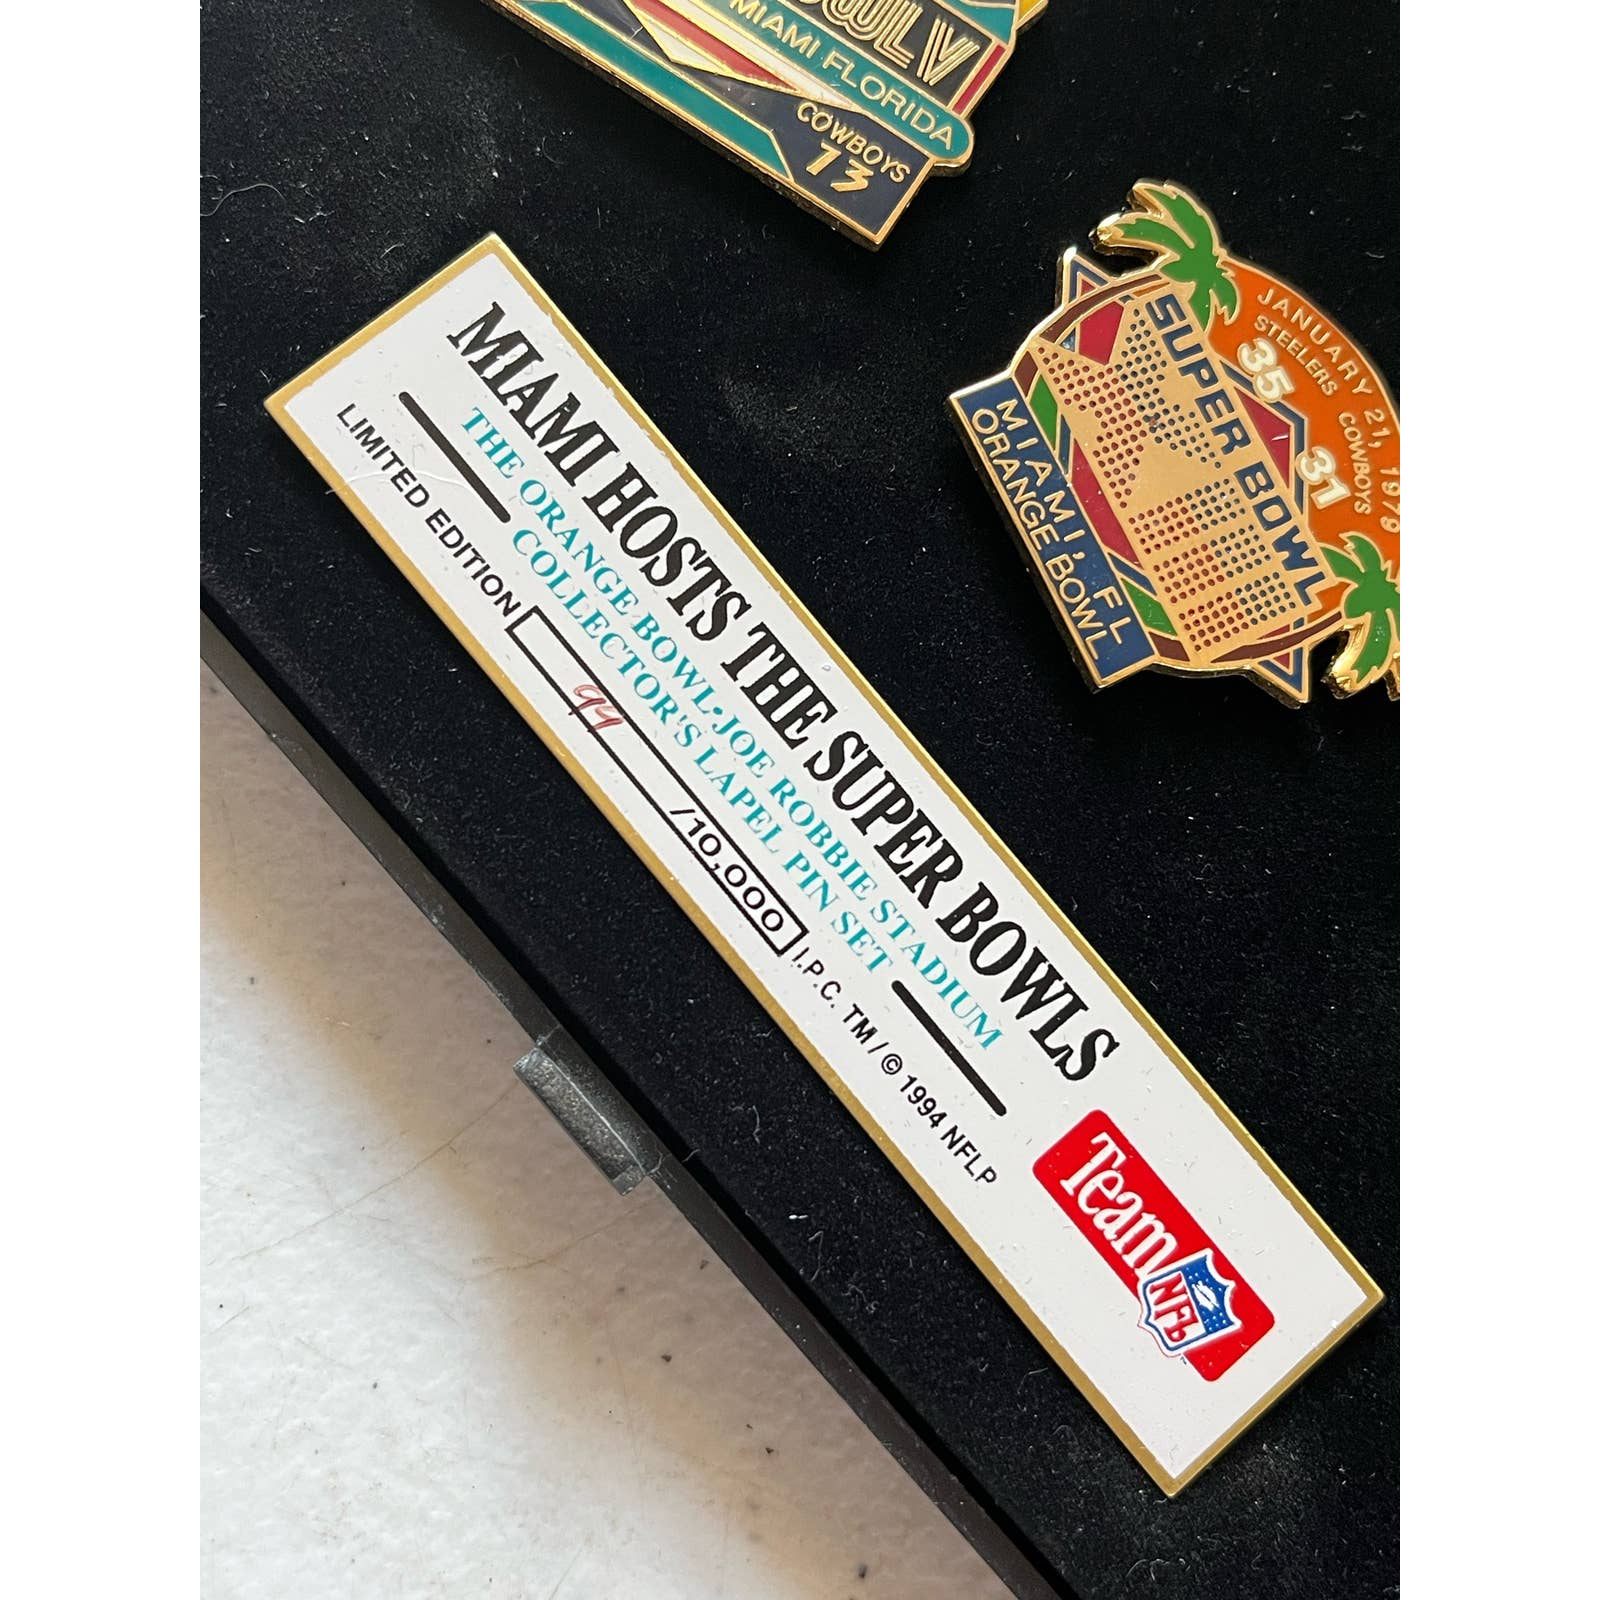 BOWL V
MIAMI FLORIDA
COWBOYS
13
JANUARY 21, 1979
STEELERS COWBOYS
35 31
SUPER BOWL
MIAMI, FL
ORANGE BOWL
MIAMI HOSTS THE SUPER BOWLS
THE ORANGE BOWL•JOE ROBBIE STADIUM
COLLECTOR'S LAPEL PIN SET
LIMITED EDITION /10,000 I.P.C. TM/© 1994 NFLP
Team NFL